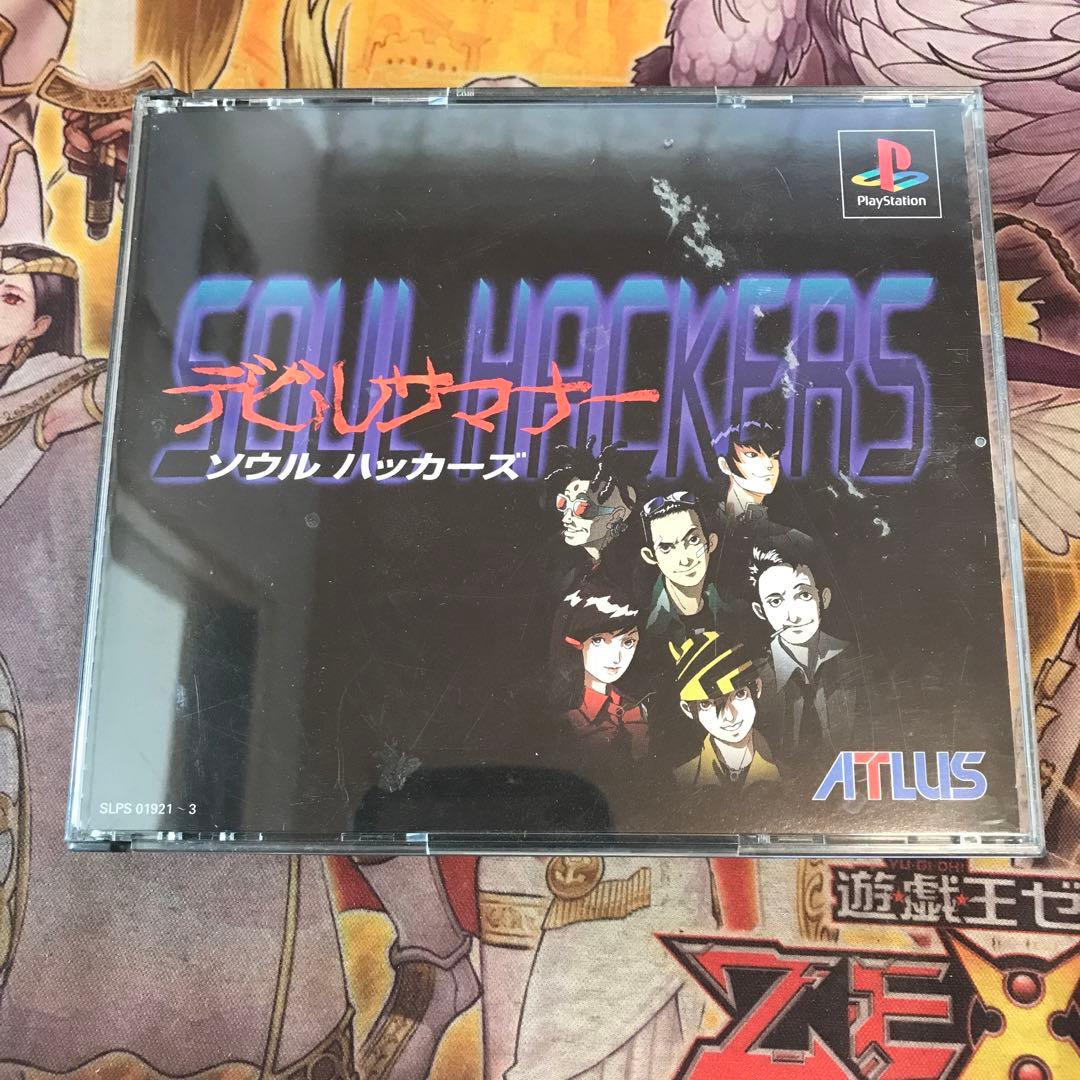 PlayStation
SOUL HACKERS
デビルサマナー
ソウル ハッカーズ
ATLUS
SLPS 01921~3
遊☆戯☆王ゼ
ZEX